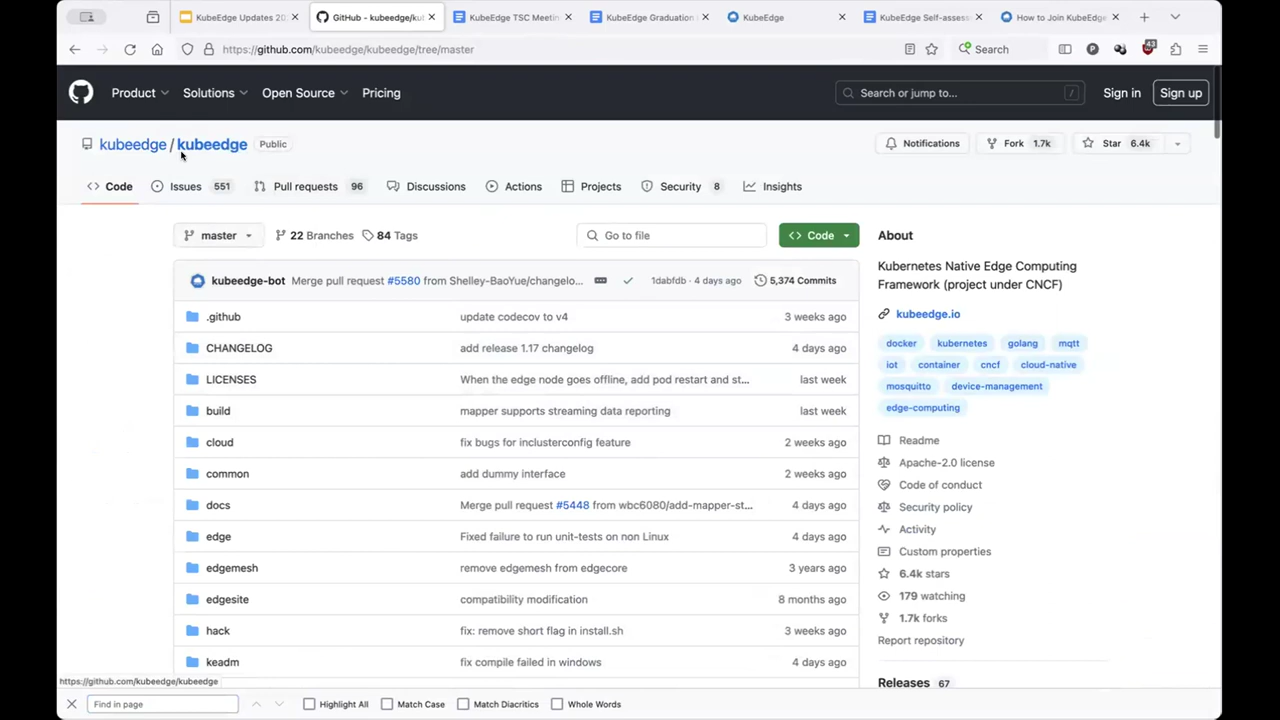 KubeEdge Updates 20
GitHub - kubeedge/ku
KubeEdge TSC Meetin
KubeEdge Graduation
KubeEdge
KubeEdge Self-asses
How to Join KubeEdge
https://github.com/kubeedge/kubeedge/tree/master
Search
43
Product
Solutions
Open Source
Pricing
Search or jump to...
/
Sign in
Sign up
kubeedge / kubeedge
Public
Notifications
Fork 1.7k
Star 6.4k
Code
Issues 551
Pull requests 96
Discussions
Actions
Projects
Security 8
Insights
master
22 Branches
84 Tags
Go to file
Code
kubeedge-bot Merge pull request #5580 from Shelley-BaoYue/changelo... 1dabfdb · 4 days ago 5,374 Commits
.github update codecov to v4 3 weeks ago
CHANGELOG add release 1.17 changelog 4 days ago
LICENSES When the edge node goes offline, add pod restart and st... last week
build mapper supports streaming data reporting last week
cloud fix bugs for inclusterconfig feature 2 weeks ago
common add dummy interface 2 weeks ago
docs Merge pull request #5448 from wbc6080/add-mapper-st... 4 days ago
edge Fixed failure to run unit-tests on non Linux 4 days ago
edgemesh remove edgemesh from edgecore 3 years ago
edgesite compatibility modification 8 months ago
hack fix: remove short flag in install.sh 3 weeks ago
keadm fix compile failed in windows 4 days ago
About
Kubernetes Native Edge Computing
Framework (project under CNCF)
kubeedge.io
docker kubernetes golang mqtt
iot container cncf cloud-native
mosquitto device-management
edge-computing
Readme
Apache-2.0 license
Code of conduct
Security policy
Activity
Custom properties
6.4k stars
179 watching
1.7k forks
Report repository
Releases 67
https://github.com/kubeedge/kubeedge
Find in page
Highlight All
Match Case
Match Diacritics
Whole Words